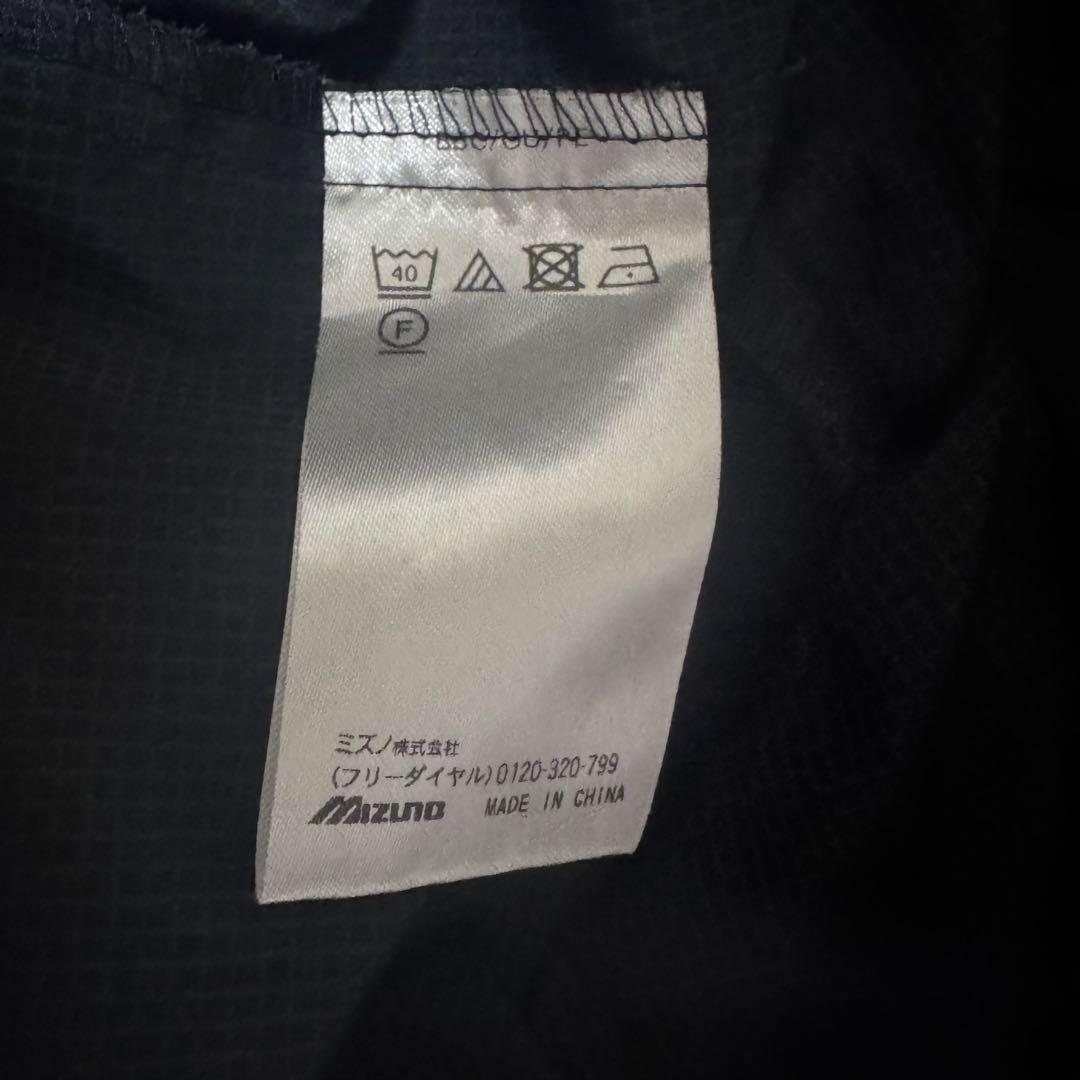 40
F
ミズノ株式会社
(フリーダイヤル)0120-320-799
MIZUNO MADE IN CHINA